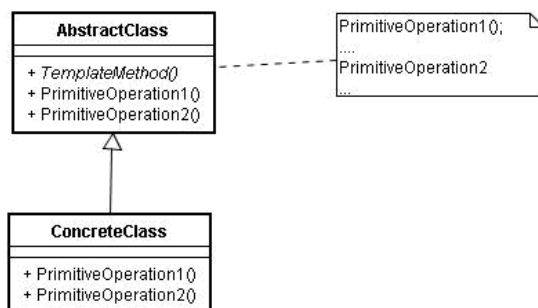 AbstractClass
+ TemplateMethod()
+ PrimitiveOperation1()
+ PrimitiveOperation2()
PrimitiveOperation1();
....
PrimitiveOperation2
...
ConcreteClass
+ PrimitiveOperation1()
+ PrimitiveOperation2()